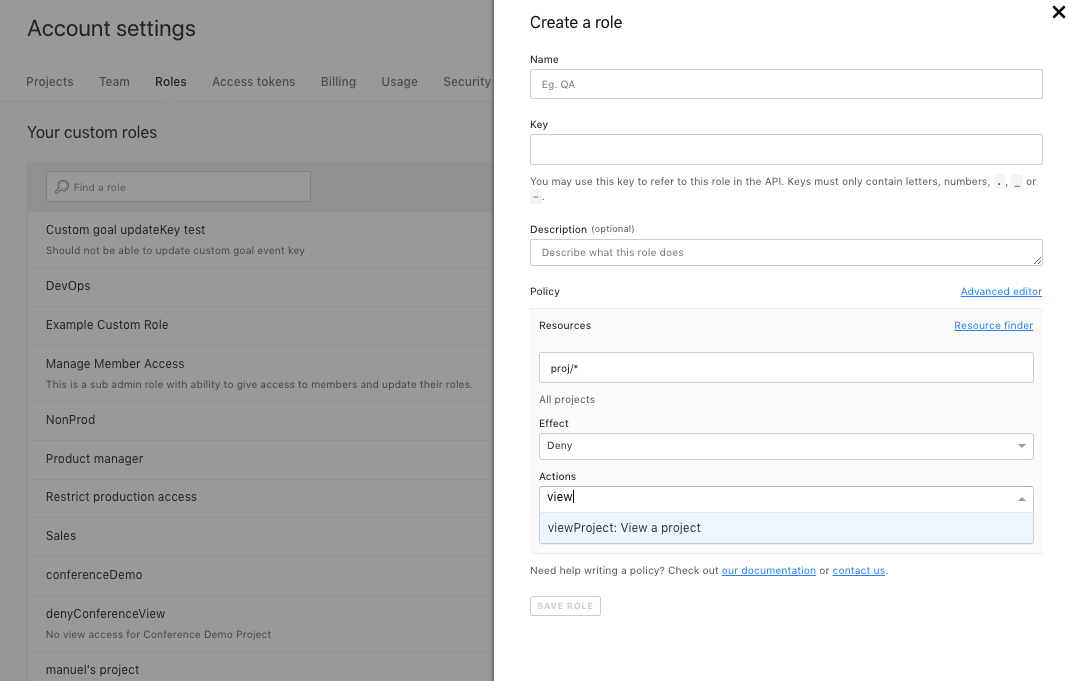 Account settings
Projects Team Roles Access tokens Billing Usage Security
Your custom roles
Find a role
Custom goal updateKey test
Should not be able to update custom goal event key
DevOps
Example Custom Role
Manage Member Access
This is a sub admin role with ability to give access to members and update their roles.
NonProd
Product manager
Restrict production access
Sales
conferenceDemo
denyConferenceView
No view access for Conference Demo Project
manuel's project
Create a role
Name
Eg. QA
Key
You may use this key to refer to this role in the API. Keys must only contain letters, numbers, . , _ or
- .
Description (optional)
Describe what this role does
Policy Advanced editor
Resources Resource finder
proj/*
All projects
Effect
Deny
Actions
view
viewProject: View a project
Need help writing a policy? Check out our documentation or contact us.
SAVE ROLE